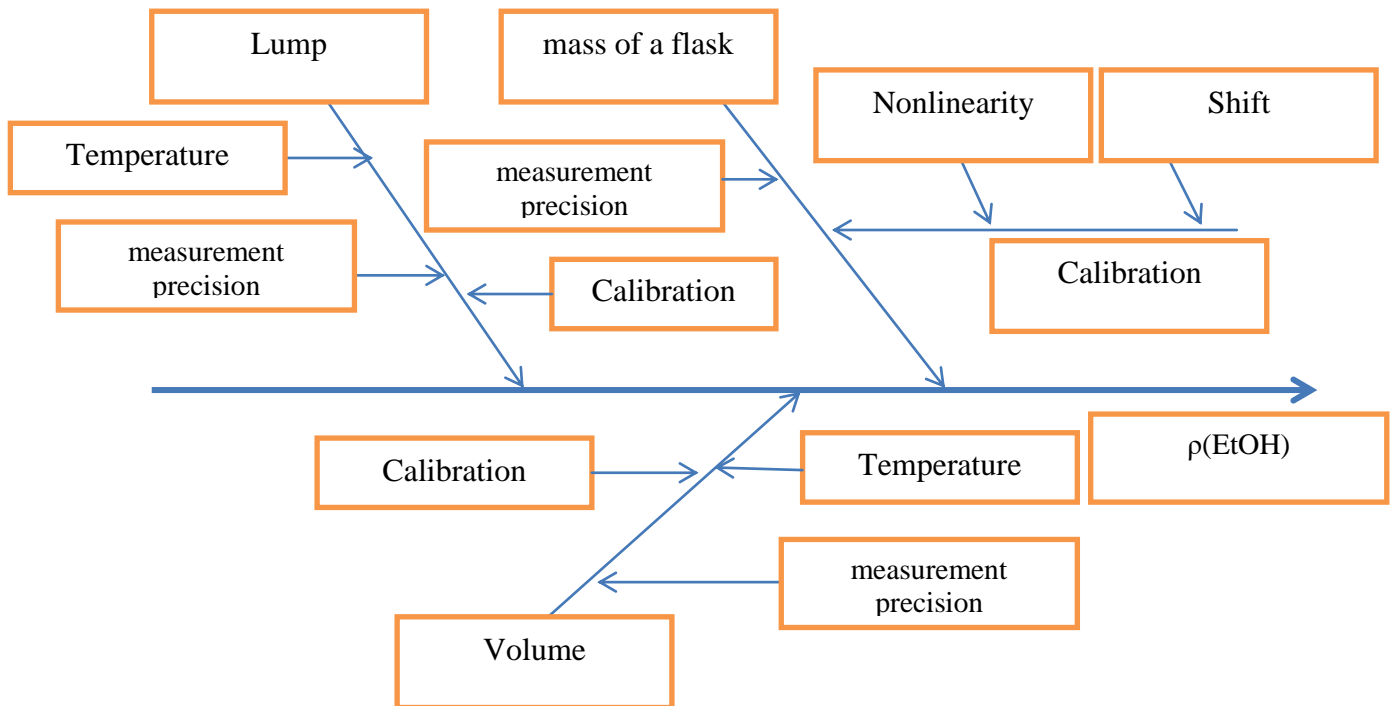 Lump
mass of a flask
Nonlinearity
Shift
Temperature
measurement
precision
measurement
precision
Calibration
Calibration
ρ(EtOH)
Calibration
Temperature
measurement
precision
Volume